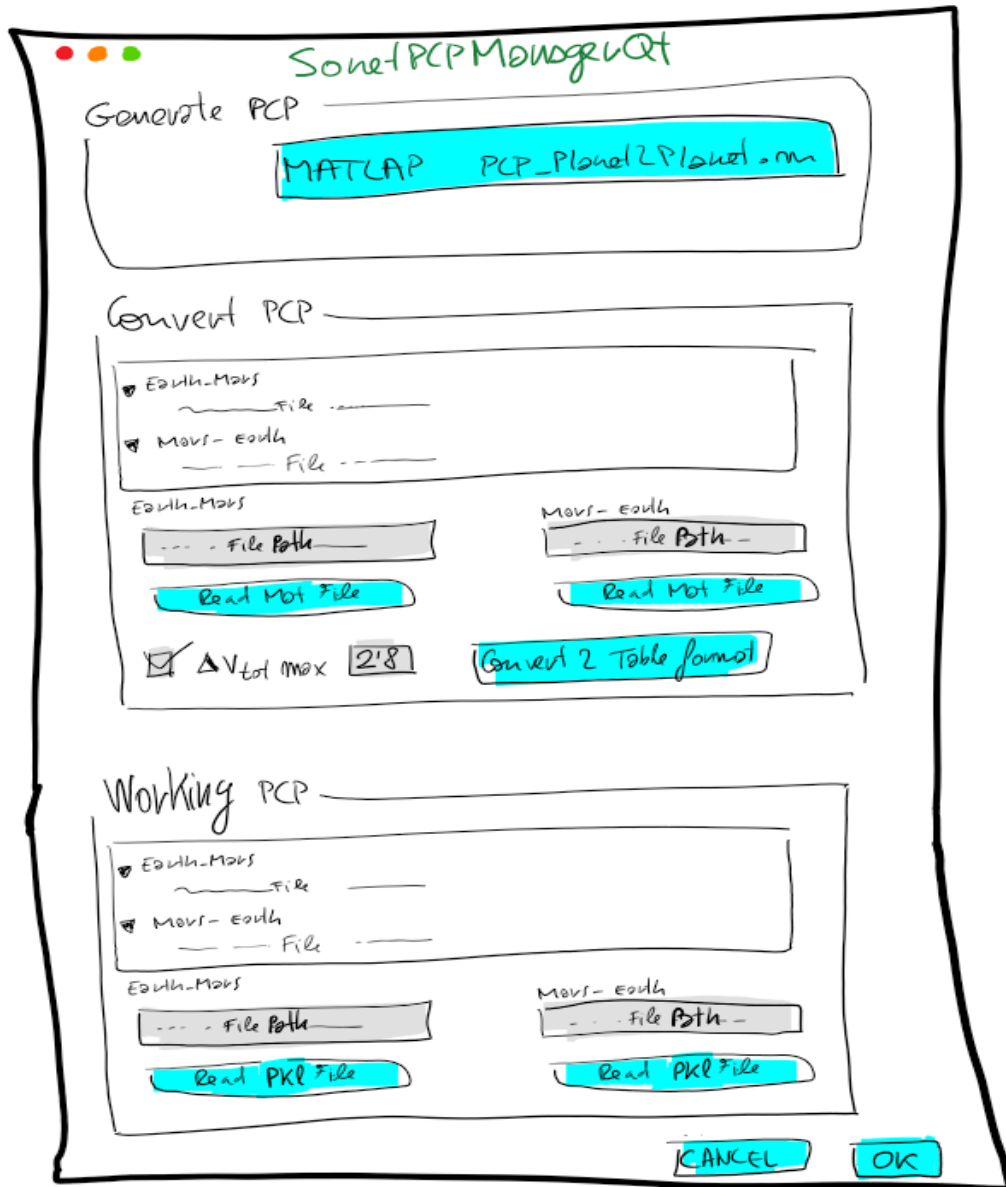 SonetPCPManagerQt
Generate PCP
MATLAP PCP_Planet2Planet.m
Convert PCP
Earth_Mars
File
Mars-Earth
File
Earth_Mars Mars-Earth
File Path File Path
Read Mat File Read Mat File
ΔVtot max 2'8 Convert 2 Table format
Working PCP
Earth_Mars
File
Mars-Earth
File
Earth_Mars Mars-Earth
File Path File Path
Read PKl File Read PKl File
CANCEL OK